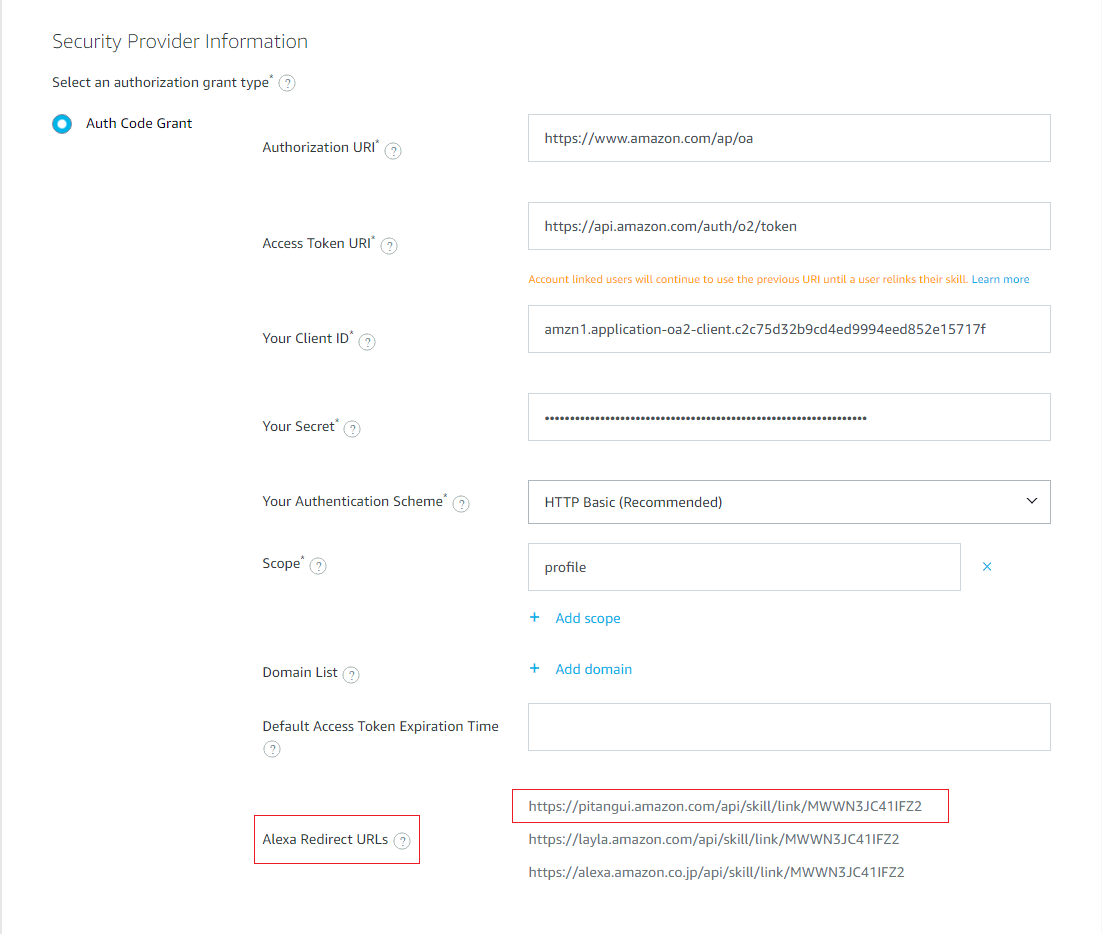 Security Provider Information
Select an authorization grant type* ?
Auth Code Grant
Authorization URI* ?
https://www.amazon.com/ap/oa
Access Token URI* ?
https://api.amazon.com/auth/o2/token
Account linked users will continue to use the previous URI until a user relinks their skill. Learn more
Your Client ID* ?
amzn1.application-oa2-client.c2c75d32b9cd4ed9994eed852e15717f
Your Secret* ?
Your Authentication Scheme* ?
HTTP Basic (Recommended)
Scope* ?
profile
+ Add scope
Domain List ?
+ Add domain
Default Access Token Expiration Time
?
https://pitangui.amazon.com/api/skill/link/MWWN3JC41IFZ2
Alexa Redirect URLs ?
https://layla.amazon.com/api/skill/link/MWWN3JC41IFZ2
https://alexa.amazon.co.jp/api/skill/link/MWWN3JC41IFZ2